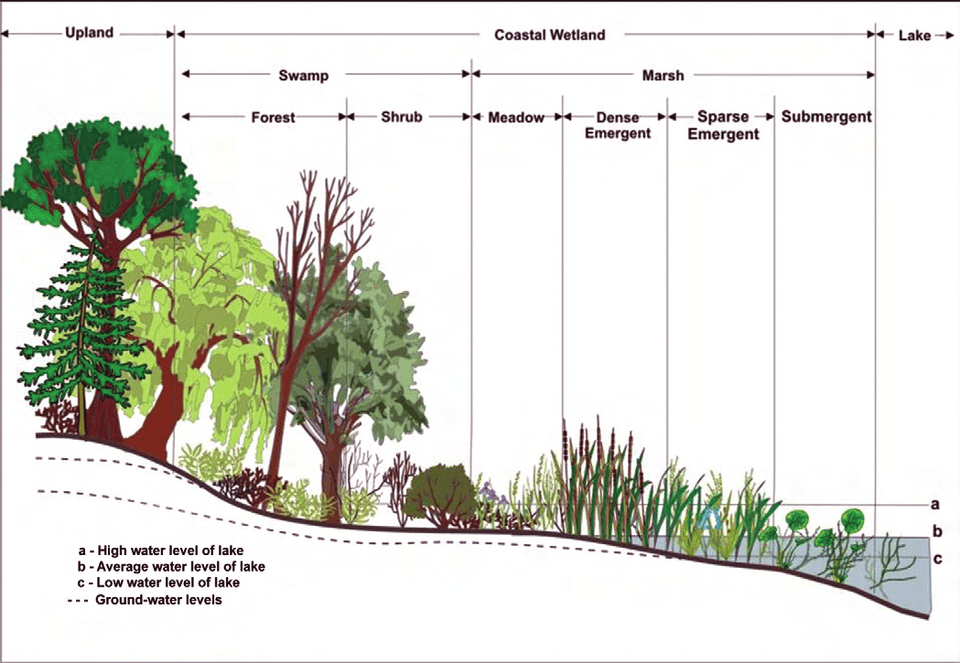 Upland
Coastal Wetland
Lake
Swamp
Marsh
Forest
Shrub
Meadow
Dense
Emergent
Sparse
Emergent
Submergent
a
b
c
a - High water level of lake
b - Average water level of lake
c - Low water level of lake
--- Ground-water levels